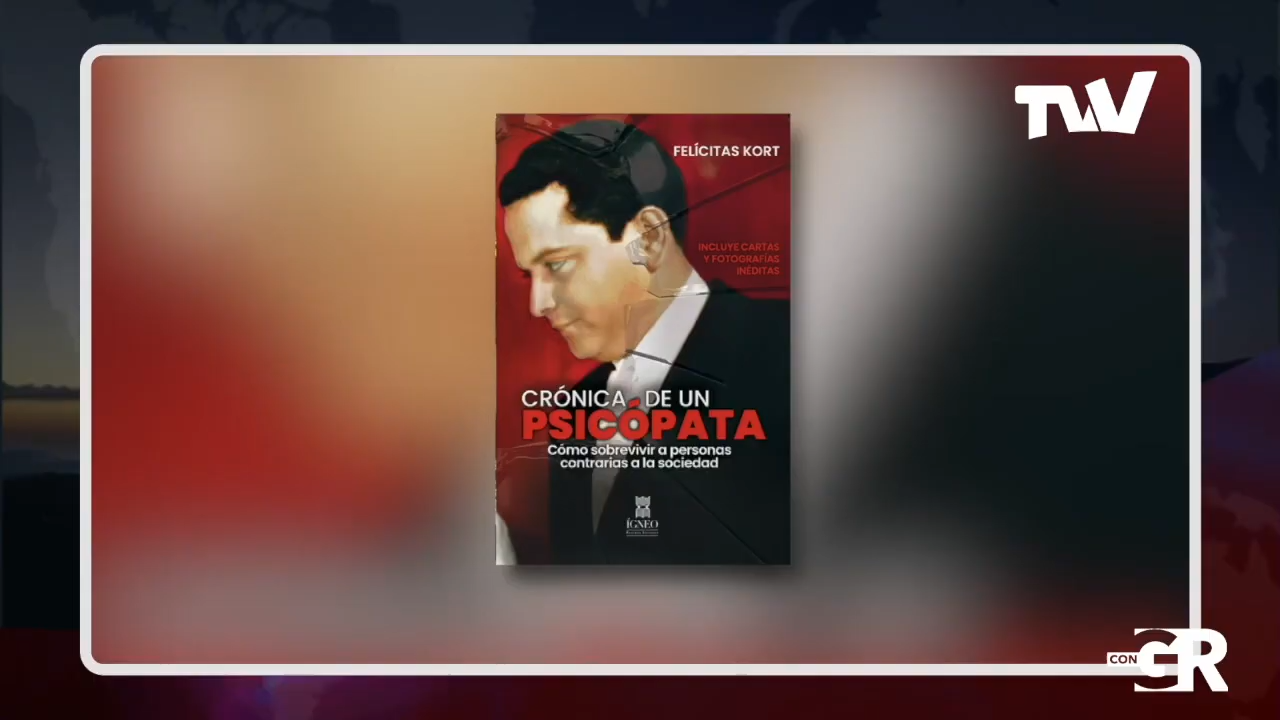 TVV
FELÍCITAS KORT
INCLUYE CARTAS
Y FOTOGRAFÍAS
INÉDITAS
CRÓNICA DE UN
PSICÓPATA
Cómo sobrevivir a personas
contrarias a la sociedad
ÍGNEO
CON GR